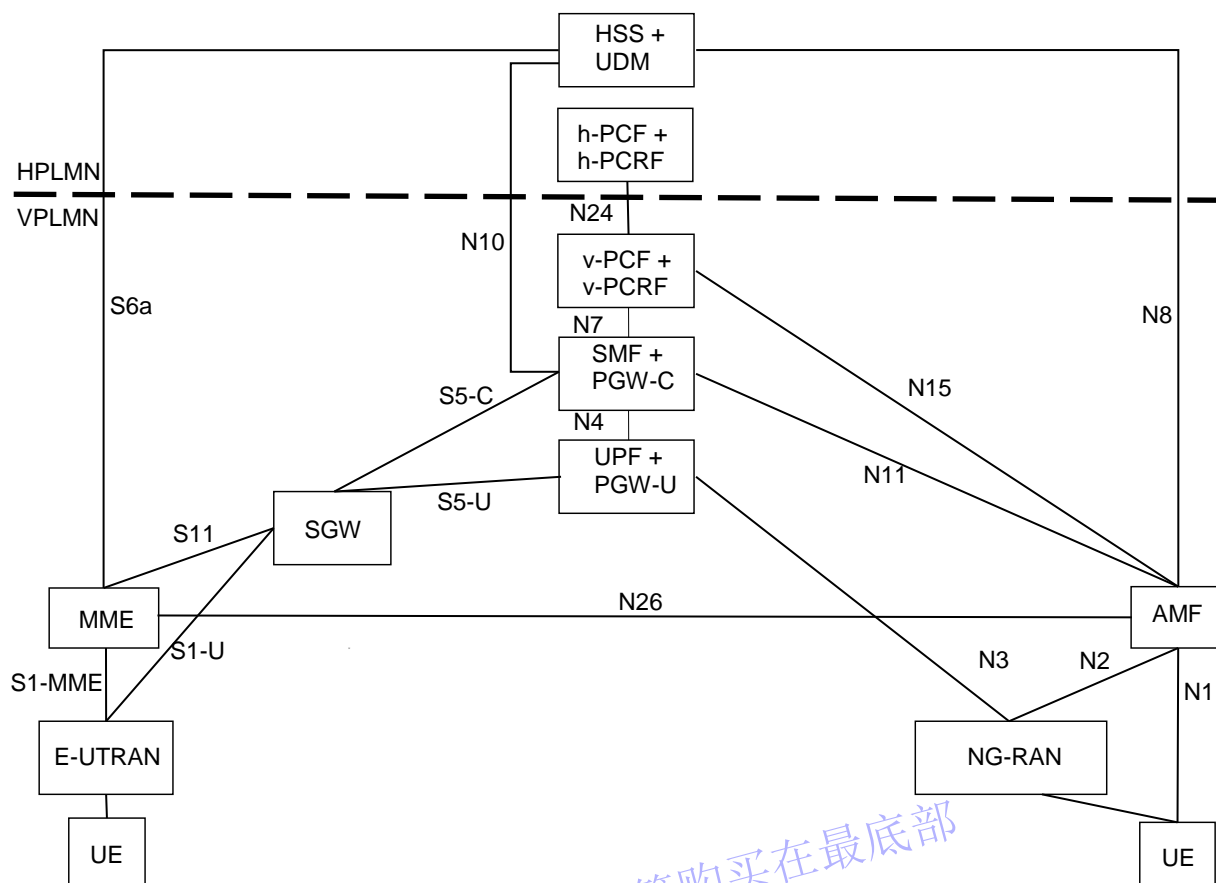 HSS +
UDM
h-PCF +
h-PCRF
HPLMN
VPLMN
N24
N10
v-PCF +
v-PCRF
S6a
N8
N7
SMF +
PGW-C
N15
S5-C
N4
UPF +
PGW-U
N11
S5-U
SGW
S11
MME
N26
AMF
S1-U
S1-MME
N3
N2
N1
E-UTRAN
NG-RAN
UE
UE
购买在最底部